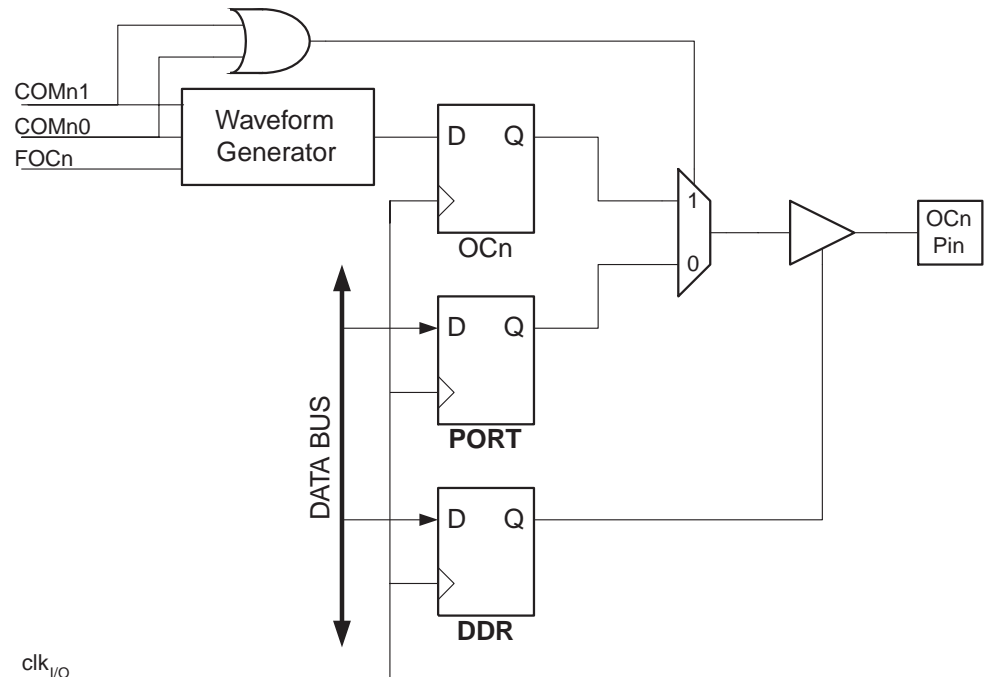 COMn1
COMn0
FOCn
Waveform
Generator
D Q
OCn
1
0
OCn
Pin
DATA BUS
D Q
PORT
D Q
DDR
clkI/O